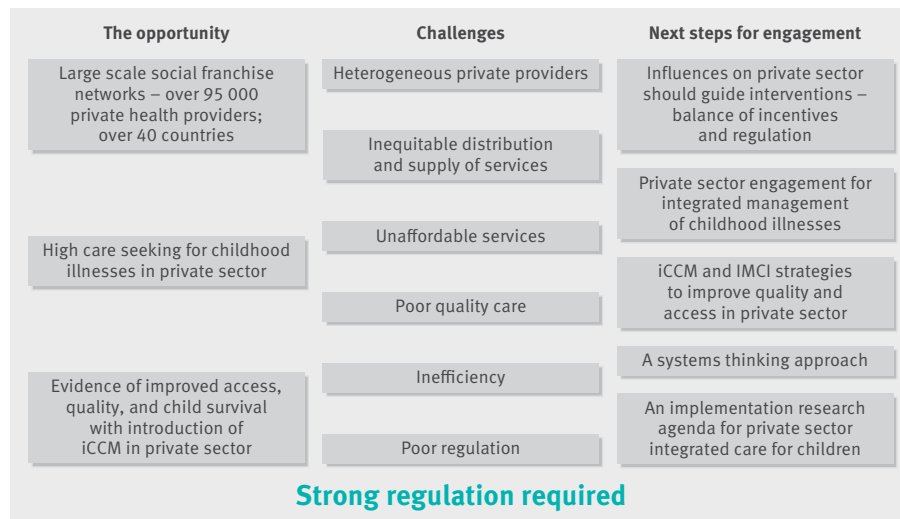 The opportunity
Large scale social franchise
networks – over 95 000
private health providers;
over 40 countries
High care seeking for childhood
illnesses in private sector
Evidence of improved access,
quality, and child survival
with introduction of
iCCM in private sector
Challenges
Heterogeneous private providers
Inequitable distribution
and supply of services
Unaffordable services
Poor quality care
Inefficiency
Poor regulation
Next steps for engagement
Influences on private sector
should guide interventions –
balance of incentives
and regulation
Private sector engagement for
integrated management
of childhood illnesses
iCCM and IMCI strategies
to improve quality and
access in private sector
A systems thinking approach
An implementation research
agenda for private sector
integrated care for children
Strong regulation required